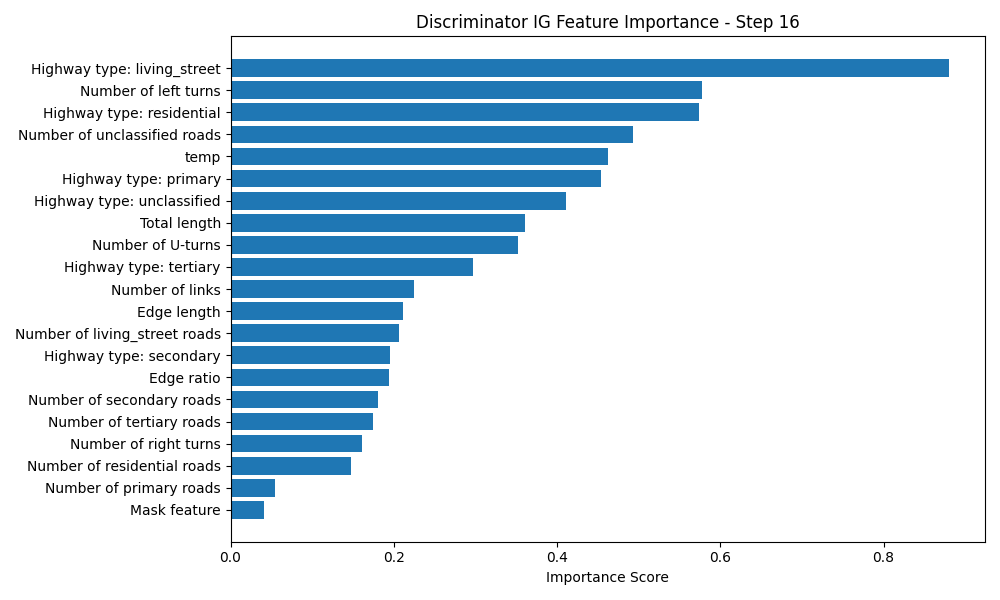 Discriminator IG Feature Importance - Step 16
Highway type: living_street
Number of left turns
Highway type: residential
Number of unclassified roads
temp
Highway type: primary
Highway type: unclassified
Total length
Number of U-turns
Highway type: tertiary
Number of links
Edge length
Number of living_street roads
Highway type: secondary
Edge ratio
Number of secondary roads
Number of tertiary roads
Number of right turns
Number of residential roads
Number of primary roads
Mask feature
0.0 0.2 0.4 0.6 0.8
Importance Score